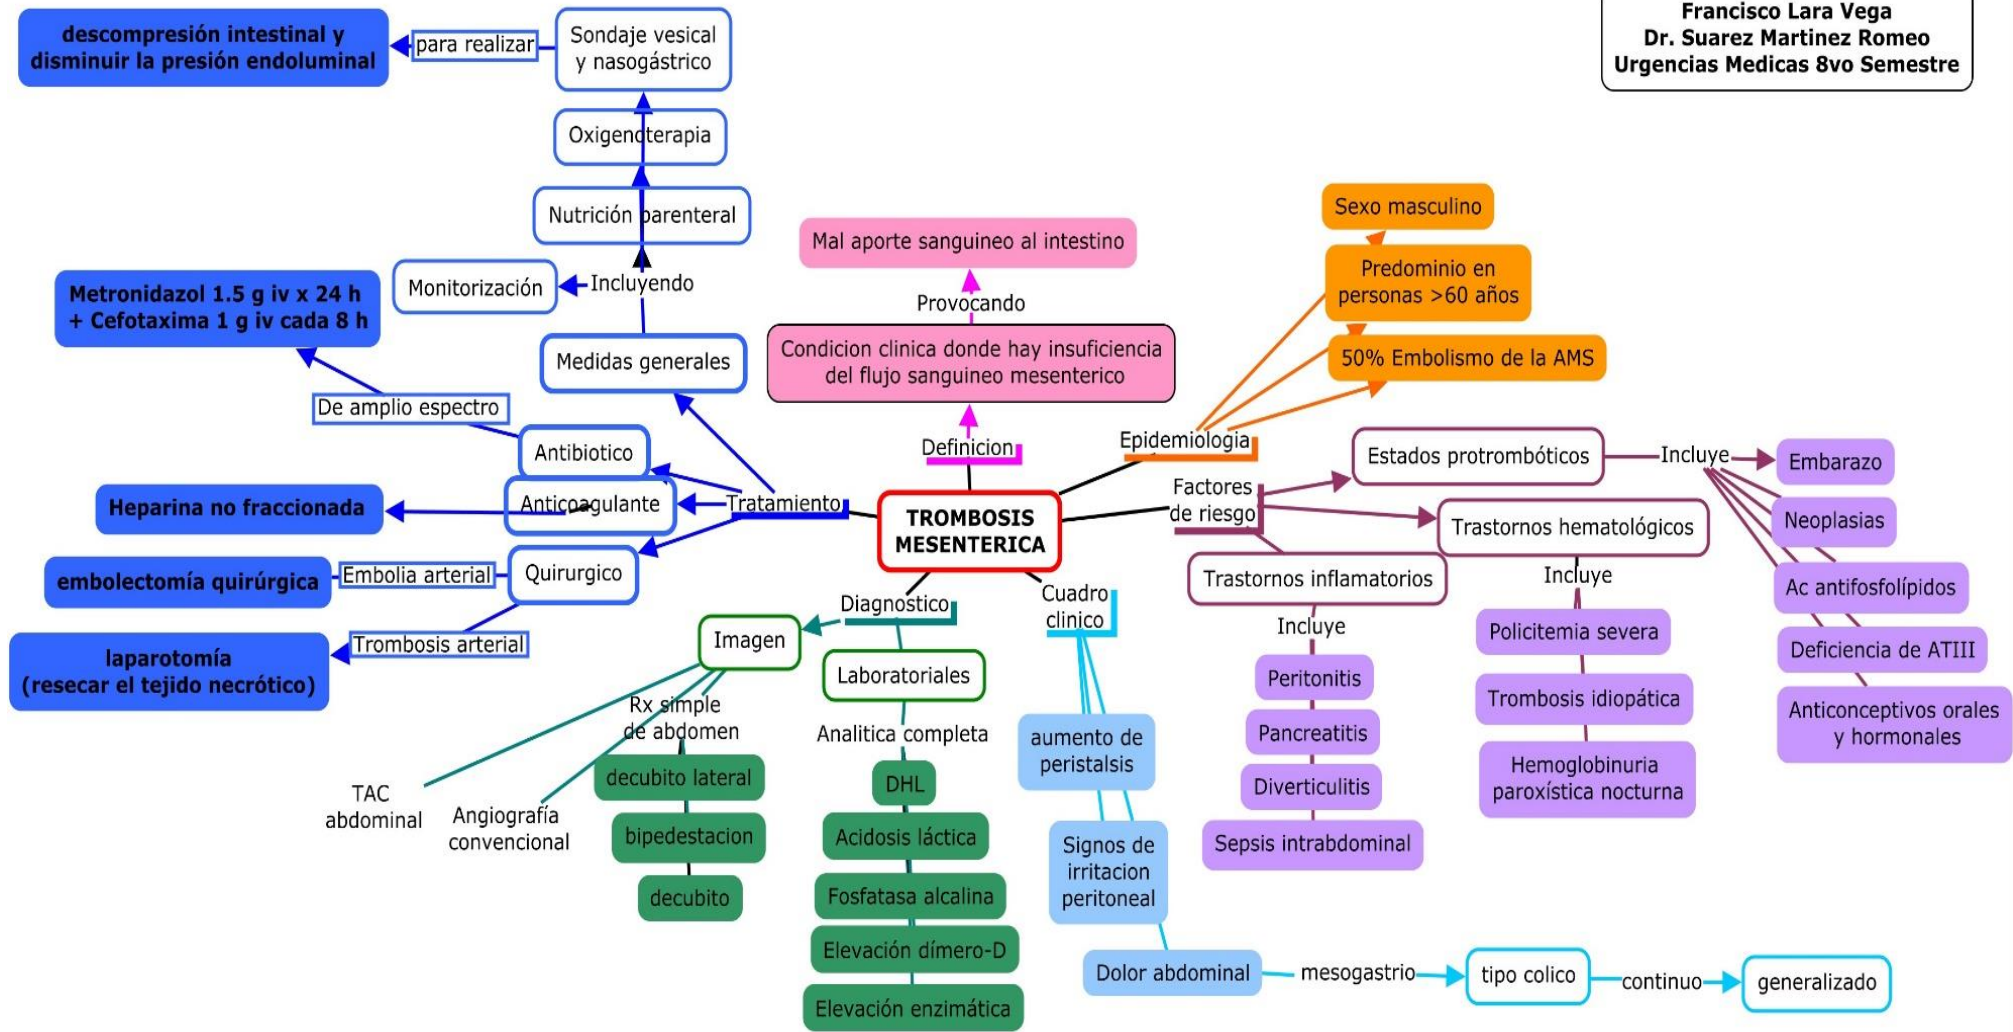 Francisco Lara Vega
Dr. Suarez Martinez Romeo
Urgencias Medicas 8vo Semestre
TROMBOSIS
MESENTERICA
Definicion
Condicion clinica donde hay insuficiencia
del flujo sanguineo mesenterico
Provocando
Mal aporte sanguineo al intestino
Epidemiologia
Sexo masculino
Predominio en
personas >60 años
50% Embolismo de la AMS
Factores
de riesgo
Estados protrombóticos
Incluye
Embarazo
Neoplasias
Ac antifosfolípidos
Deficiencia de ATIII
Anticonceptivos orales
y hormonales
Trastornos hematológicos
Incluye
Policitemia severa
Trombosis idiopática
Hemoglobinuria
paroxística nocturna
Trastornos inflamatorios
Incluye
Peritonitis
Pancreatitis
Diverticulitis
Sepsis intrabdominal
Cuadro
clinico
aumento de
peristalsis
Signos de
irritacion
peritoneal
Dolor abdominal
mesogastrio
tipo colico
continuo
generalizado
Diagnostico
Imagen
TAC
abdominal
Angiografía
convencional
Rx simple
de abdomen
decubito lateral
bipedestacion
decubito
Laboratoriales
Analitica completa
DHL
Acidosis láctica
Fosfatasa alcalina
Elevación dímero-D
Elevación enzimática
Tratamiento
Medidas generales
Incluyendo
Monitorización
Nutrición parenteral
Oxigenoterapia
Sondaje vesical
y nasogástrico
para realizar
descompresión intestinal y
disminuir la presión endoluminal
Antibiotico
De amplio espectro
Metronidazol 1.5 g iv x 24 h
+ Cefotaxima 1 g iv cada 8 h
Anticoagulante
Heparina no fraccionada
Quirurgico
Embolia arterial
embolectomía quirúrgica
Trombosis arterial
laparotomía
(resecar el tejido necrótico)